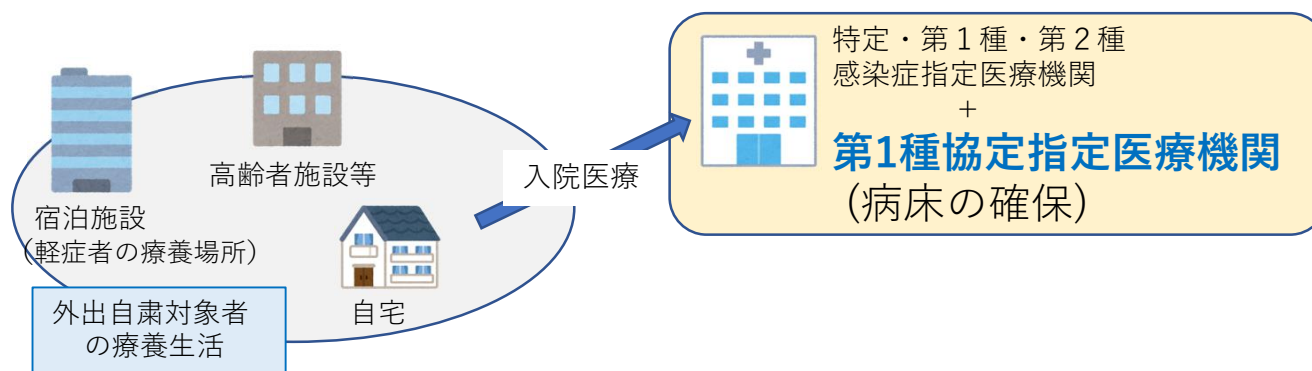 特定・第１種・第２種
感染症指定医療機関
+
第1種協定指定医療機関
(病床の確保)
高齢者施設等
入院医療
宿泊施設
(軽症者の療養場所)
自宅
外出自粛対象者
の療養生活